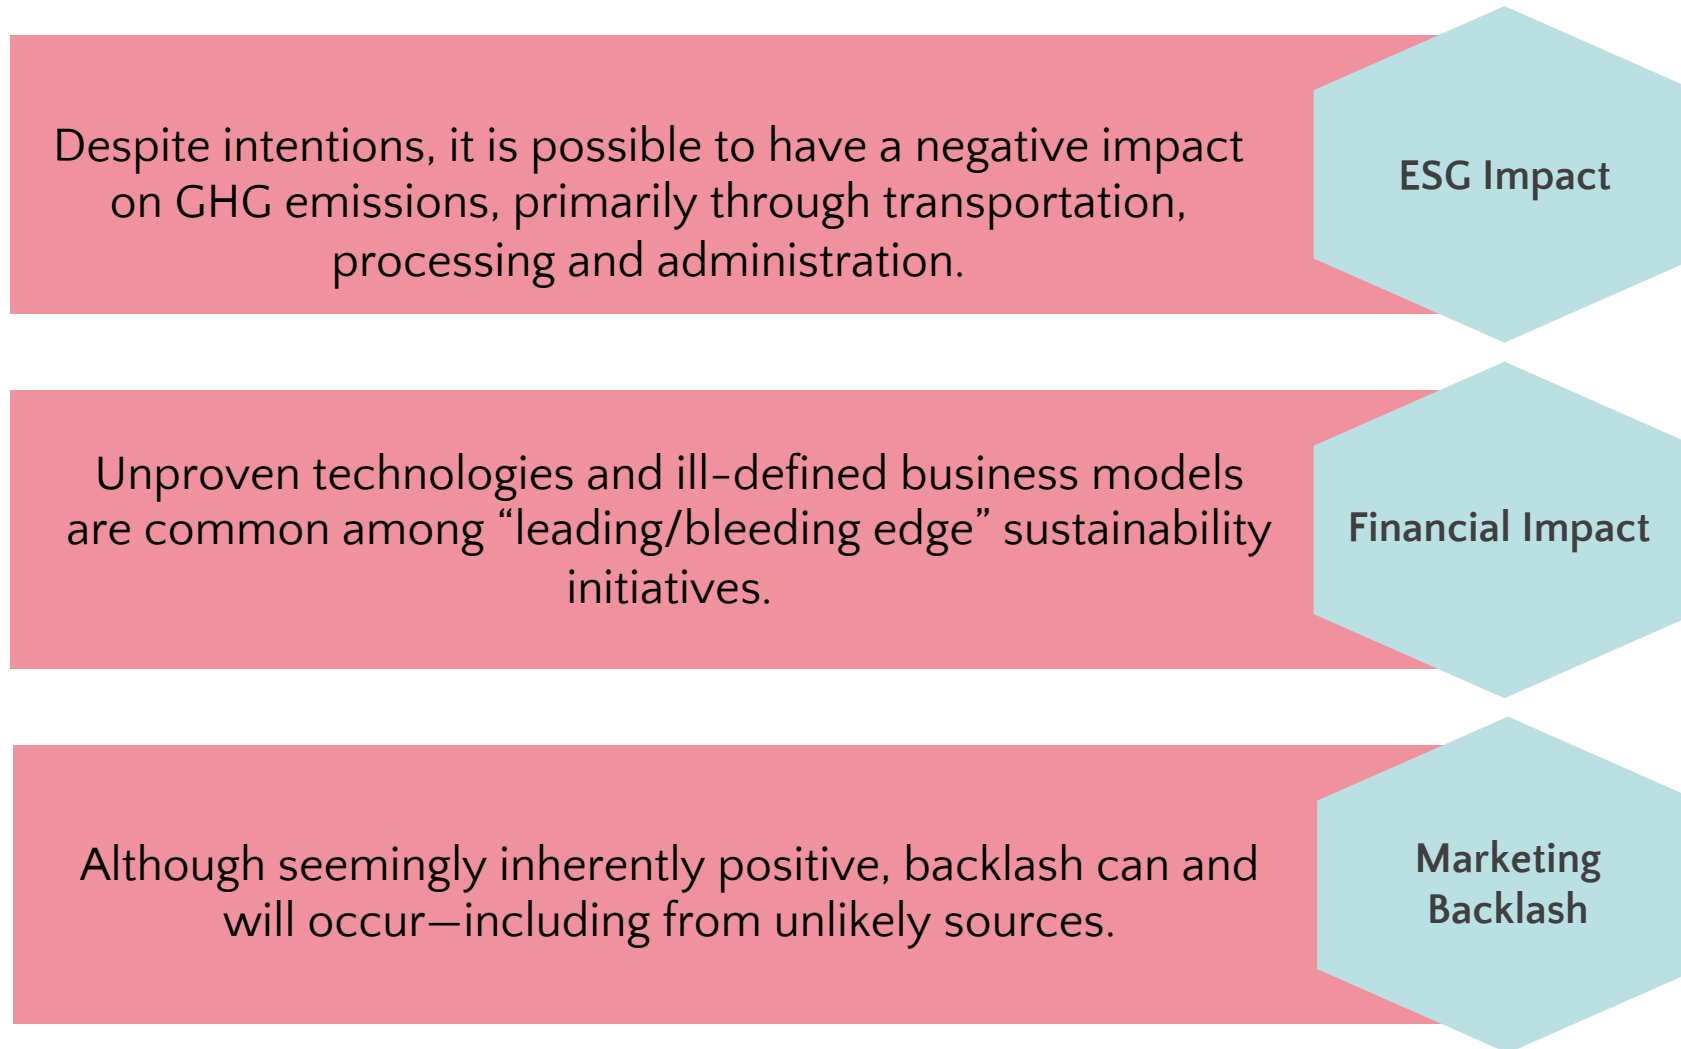 Despite intentions, it is possible to have a negative impact
on GHG emissions, primarily through transportation,
processing and administration.
ESG Impact
Unproven technologies and ill-defined business models
are common among “leading/bleeding edge” sustainability
initiatives.
Financial Impact
Although seemingly inherently positive, backlash can and
will occur—including from unlikely sources.
Marketing
Backlash